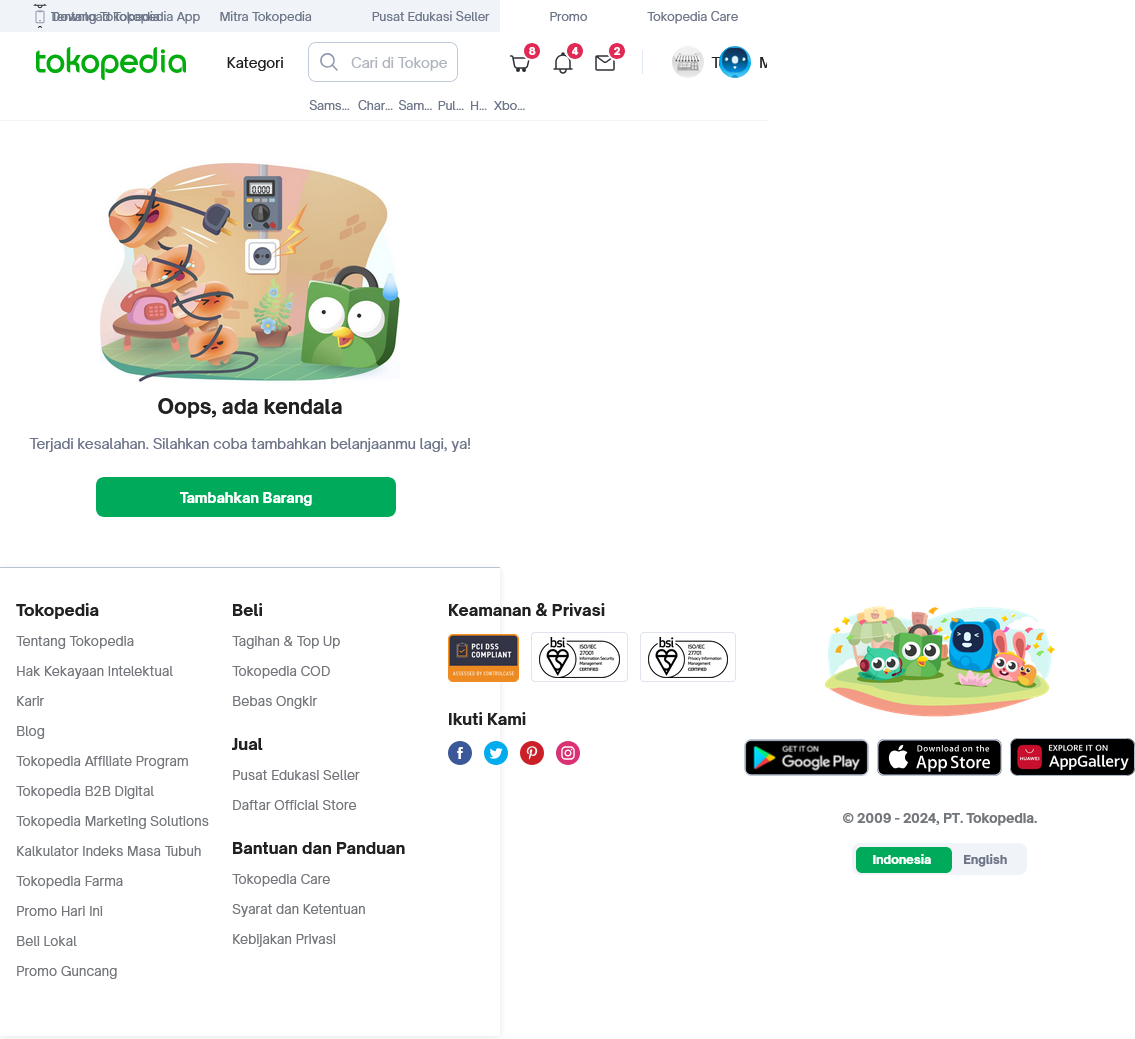 Tentang Tokopedia
Download Tokopedia App
Mitra Tokopedia
Pusat Edukasi Seller
Promo
Tokopedia Care
tokopedia
Kategori
Cari di Tokope
8
4
2
T
M
Sams...
Char...
Sam...
Pul...
H...
Xbo...
0.000
Oops, ada kendala
Terjadi kesalahan. Silahkan coba tambahkan belanjaanmu lagi, ya!
Tambahkan Barang
Tokopedia
Tentang Tokopedia
Hak Kekayaan Intelektual
Karir
Blog
Tokopedia Affiliate Program
Tokopedia B2B Digital
Tokopedia Marketing Solutions
Kalkulator Indeks Masa Tubuh
Tokopedia Farma
Promo Hari Ini
Beli Lokal
Promo Guncang
Beli
Tagihan & Top Up
Tokopedia COD
Bebas Ongkir
Jual
Pusat Edukasi Seller
Daftar Official Store
Bantuan dan Panduan
Tokopedia Care
Syarat dan Ketentuan
Kebijakan Privasi
Keamanan & Privasi
PCI DSS
COMPLIANT
ASSESSED BY KONTROLCASE
bsi
ISO/IEC
27001
Information Security
Management
CERTIFIED
bsi
ISO/IEC
27701
Privacy Information
Management
CERTIFIED
Ikuti Kami
GET IT ON
Google Play
Download on the
App Store
HUAWEI
EXPLORE IT ON
AppGallery
© 2009 - 2024, PT. Tokopedia.
Indonesia
English